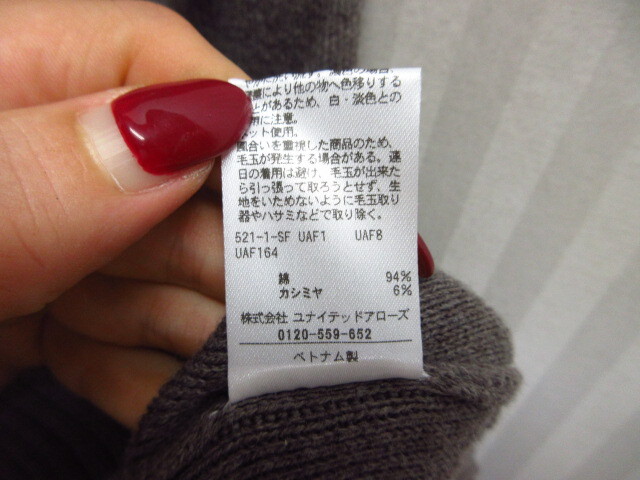 擦により他の物へ色移りする
ことがあるため、白・淡色との
用に注意。
ネット使用。
風合いを重視した商品のため、
毛玉が発生する場合がある。連
日の着用は避け、毛玉が出来た
ら引っ張って取ろうとせず、生
地をいためないように毛玉取り
器やハサミなどで取り除く。
521-1-SF UAF1 UAF8
UAF164
綿 94%
カシミヤ 6%
株式会社 ユナイテッドアローズ
0120-559-652
ベトナム製